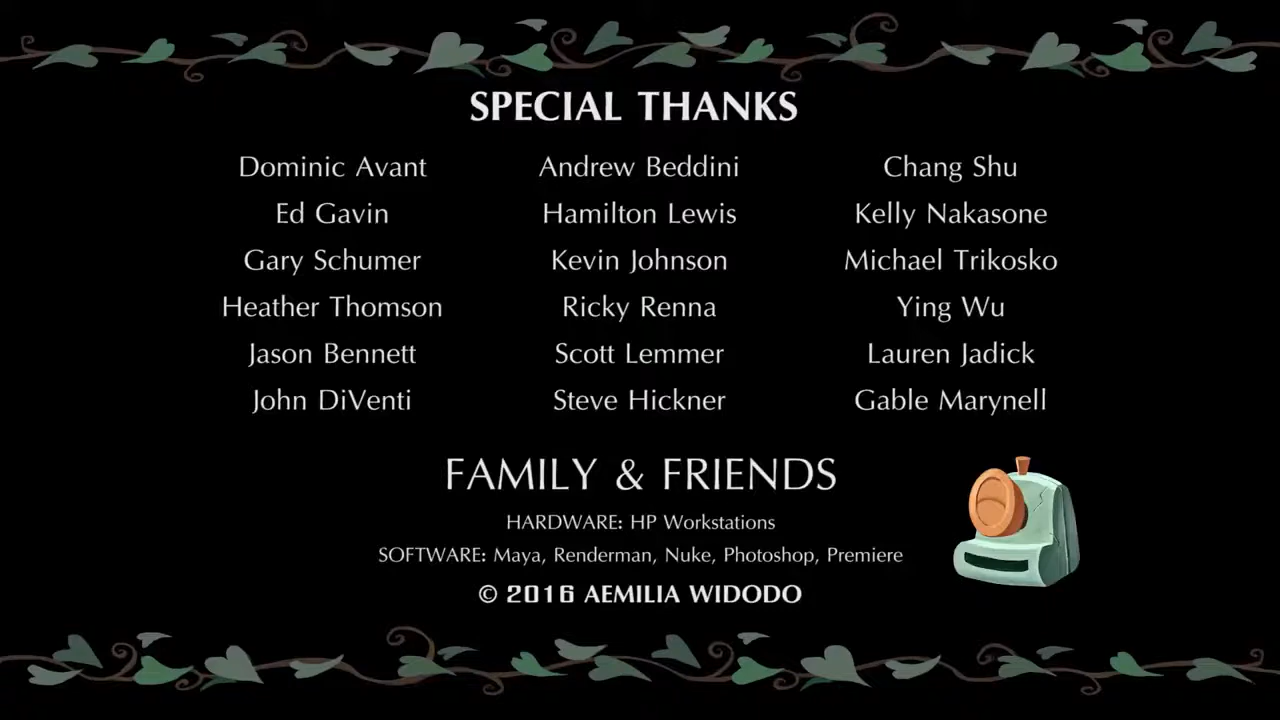 SPECIAL THANKS
Dominic Avant
Andrew Beddini
Chang Shu
Ed Gavin
Hamilton Lewis
Kelly Nakasone
Gary Schumer
Kevin Johnson
Michael Trikosko
Heather Thomson
Ricky Renna
Ying Wu
Jason Bennett
Scott Lemmer
Lauren Jadick
John DiVenti
Steve Hickner
Gable Marynell
FAMILY & FRIENDS
HARDWARE: HP Workstations
SOFTWARE: Maya, Renderman, Nuke, Photoshop, Premiere
© 2016 AEMILIA WIDODO